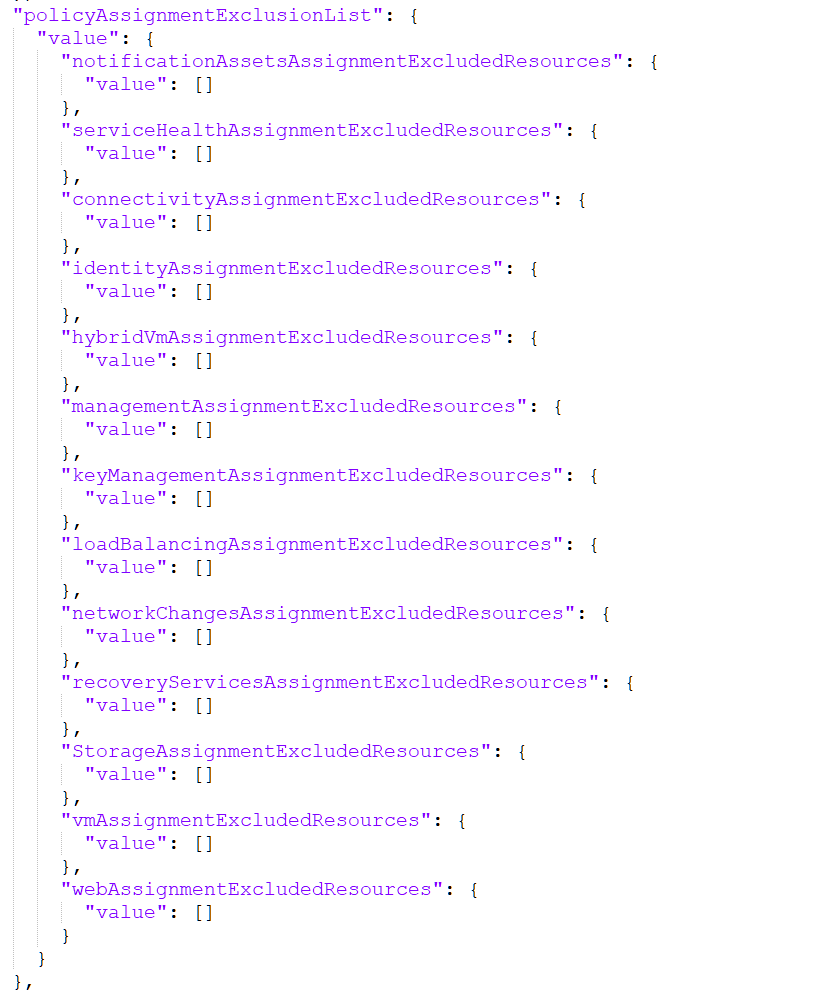 "policyAssignmentExclusionList": {
"value": {
"notificationAssetsAssignmentExcludedResources": {
"value": []
},
"serviceHealthAssignmentExcludedResources": {
"value": []
},
"connectivityAssignmentExcludedResources": {
"value": []
},
"identityAssignmentExcludedResources": {
"value": []
},
"hybridVmAssignmentExcludedResources": {
"value": []
},
"managementAssignmentExcludedResources": {
"value": []
},
"keyManagementAssignmentExcludedResources": {
"value": []
},
"loadBalancingAssignmentExcludedResources": {
"value": []
},
"networkChangesAssignmentExcludedResources": {
"value": []
},
"recoveryServicesAssignmentExcludedResources": {
"value": []
},
"StorageAssignmentExcludedResources": {
"value": []
},
"vmAssignmentExcludedResources": {
"value": []
},
"webAssignmentExcludedResources": {
"value": []
}
}
},